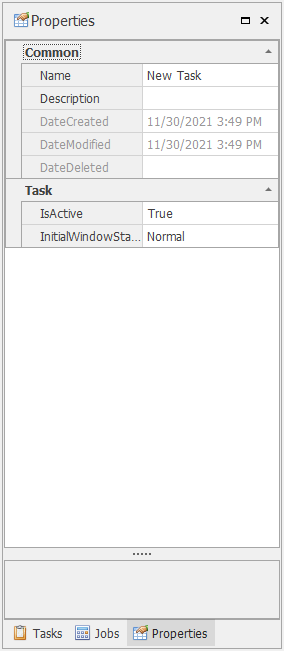 Properties
Common
Name New Task
Description
DateCreated 11/30/2021 3:49 PM
DateModified 11/30/2021 3:49 PM
DateDeleted
Task
IsActive True
InitialWindowSta... Normal
Tasks Jobs Properties